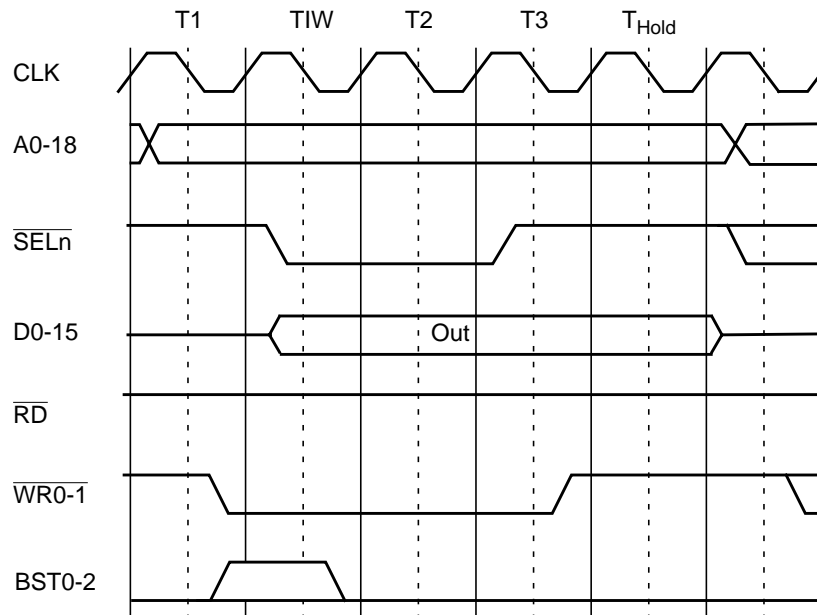 T1 TIW T2 T3 THold
CLK
A0-18
SELn
D0-15
Out
RD
WR0-1
BST0-2